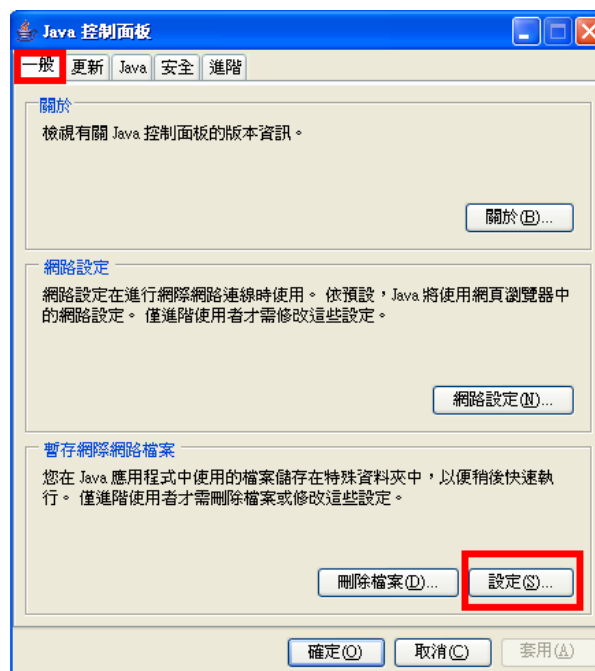 Java 控制面板
一般 更新 Java 安全 進階
關於
檢視有關 Java 控制面板的版本資訊。
關於(B)...
網路設定
網路設定在進行網際網路連線時使用。 依預設，Java 將使用網頁瀏覽器中
的網路設定。 僅進階使用者才需修改這些設定。
網路設定(N)...
暫存網際網路檔案
您在 Java 應用程式中使用的檔案儲存在特殊資料夾中，以便稍後快速執
行。 僅進階使用者才需刪除檔案或修改這些設定。
刪除檔案(D)... 設定(S)...
確定(O) 取消(C) 套用(A)